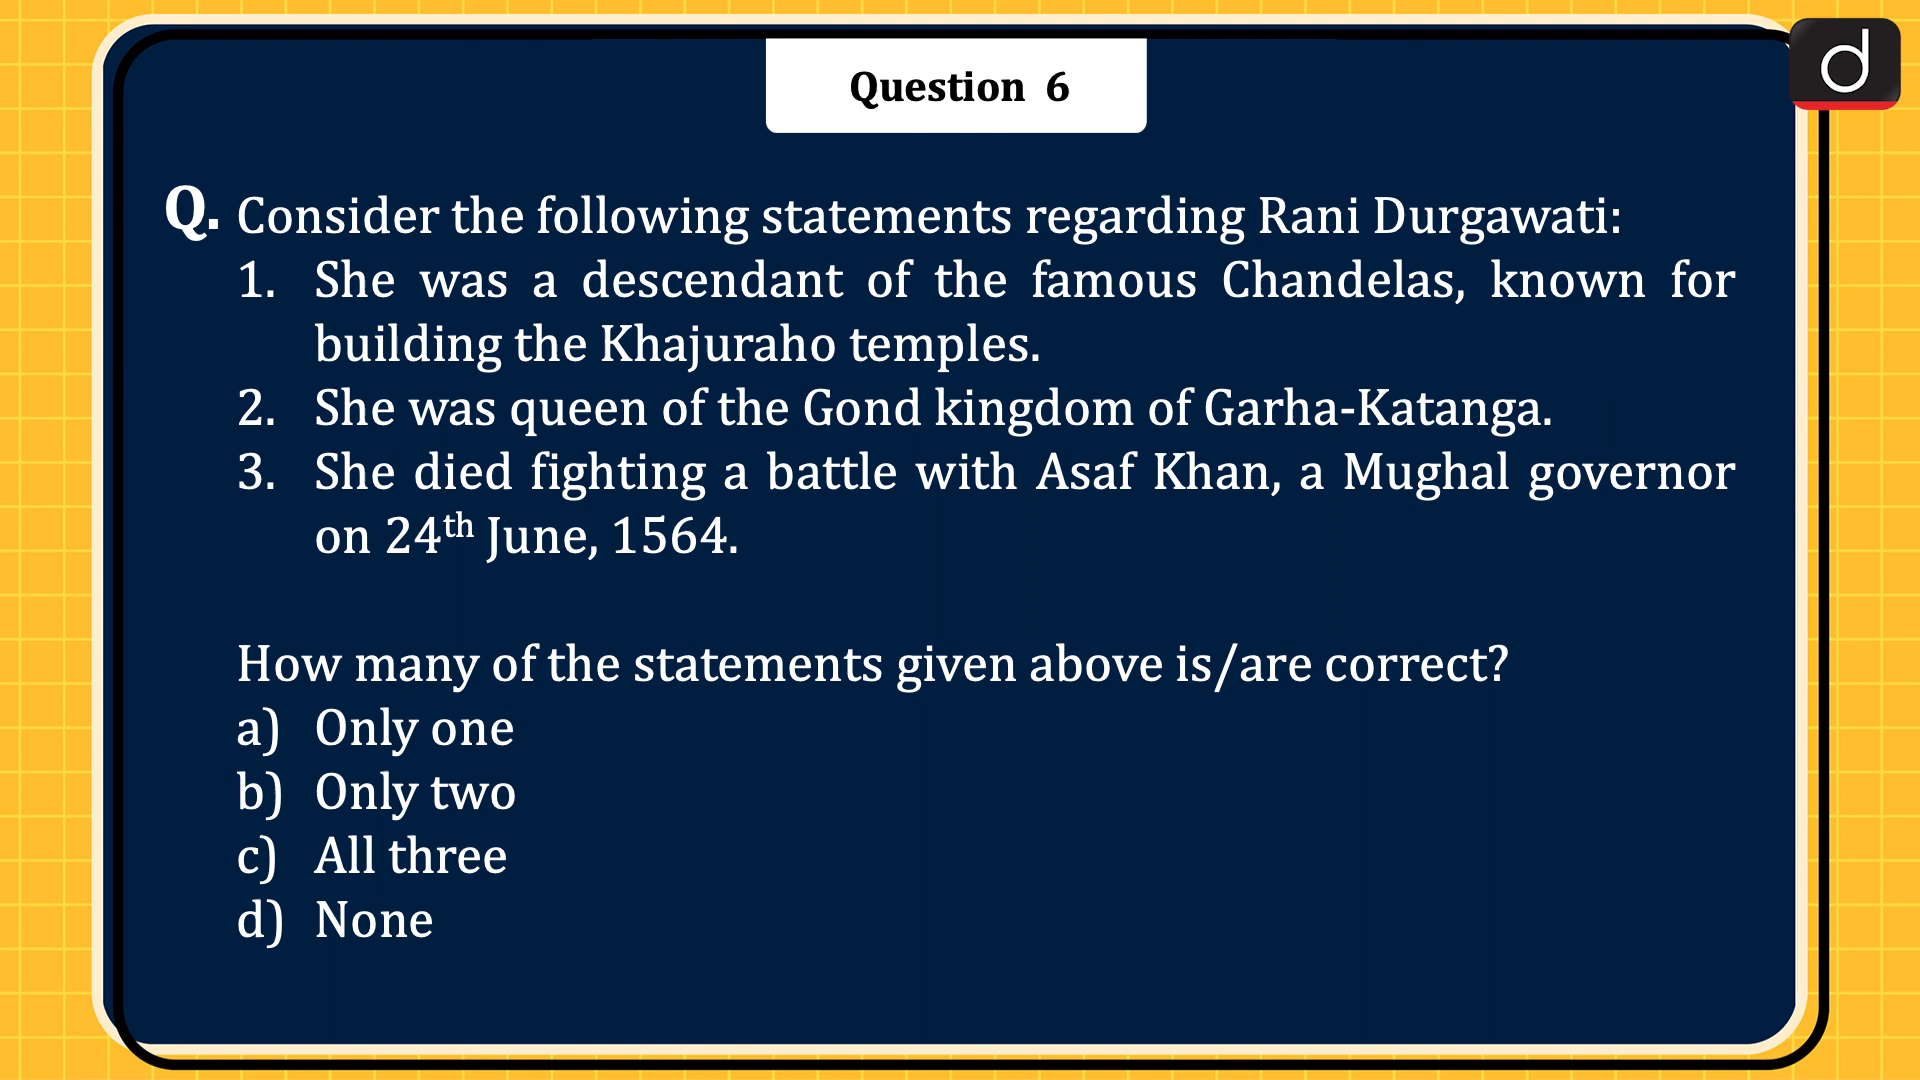 Question 6
d
Q. Consider the following statements regarding Rani Durgawati:
1. She was a descendant of the famous Chandelas, known for
building the Khajuraho temples.
2. She was queen of the Gond kingdom of Garha-Katanga.
3. She died fighting a battle with Asaf Khan, a Mughal governor
on 24th June, 1564.
How many of the statements given above is/are correct?
a) Only one
b) Only two
c) All three
d) None